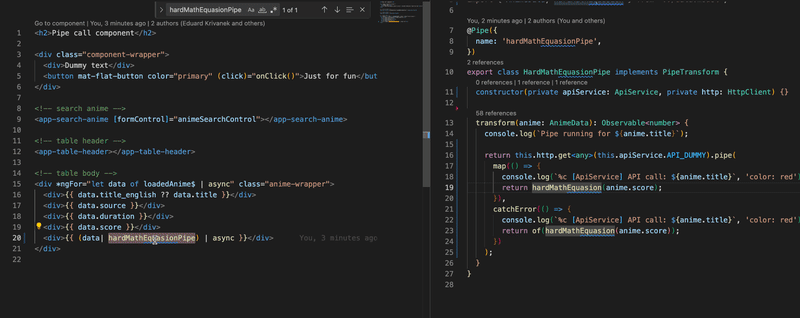 hardMathEquasionPipe Aa ab .* 1 of 1
Go to component | You, 3 minutes ago | 2 authors (Eduard Krivanek and others)
1 <h2>Pipe call component</h2>
2
3 <div class="component-wrapper">
4 <div>Dummy text</div>
5 <button mat-flat-button color="primary" (click)="onClick()">Just for fun</but
6 </div>
7
8 <!-- search anime -->
9 <app-search-anime [formControl]="animeSearchControl"></app-search-anime>
10
11 <!-- table header -->
12 <app-table-header></app-table-header>
13
14 <!-- table body -->
15 <div *ngFor="let data of loadedAnime$ | async" class="anime-wrapper">
16 <div>{{ data.title_english ?? data.title }}</div>
17 <div>{{ data.source }}</div>
18 <div>{{ data.duration }}</div>
19 <div>{{ data.score }}</div>
20 <div>{{ (data| hardMathEquasionPipe) | async }}</div> You, 3 minutes ago
21 </div>
22
6
You, 2 minutes ago | 2 authors (You and others)
7 @Pipe({
8 name: 'hardMathEquasionPipe',
9 })
2 references
10 export class HardMathEquasionPipe implements PipeTransform {
0 references | 1 reference | 1 reference
11 constructor(private apiService: ApiService, private http: HttpClient) {}
12
58 references
13 transform(anime: AnimeData): Observable<number> {
14 console.log(`Pipe running for ${anime.title}`);
15
16 return this.http.get<any>(this.apiService.API_DUMMY).pipe(
17 map(() => {
18 console.log(`%c [ApiService] API call: ${anime.title}`, 'color: red')
19 return hardMathEquasion(anime.score);
20 }),
21 catchError(() => {
22 console.log(`%c [ApiService] API call: ${anime.title}`, 'color: red')
23 return of(hardMathEquasion(anime.score));
24 })
25 );
26 }
27 }
28